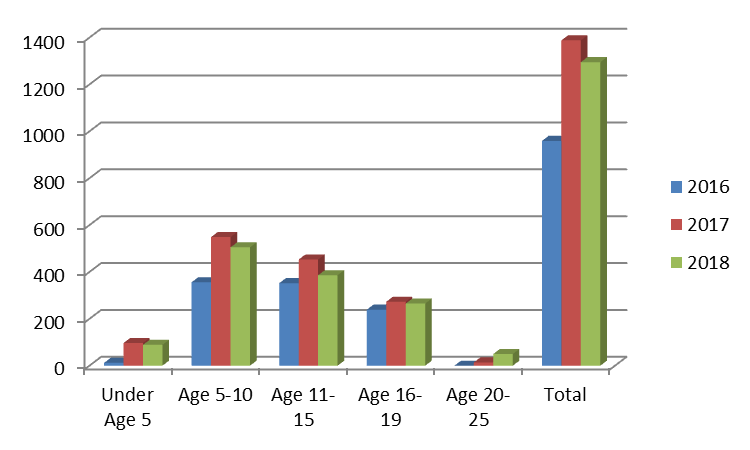 1400
1200
1000
800
600
400
200
0
Under Age 5
Age 5-10
Age 11-15
Age 16-19
Age 20-25
Total
2016
2017
2018